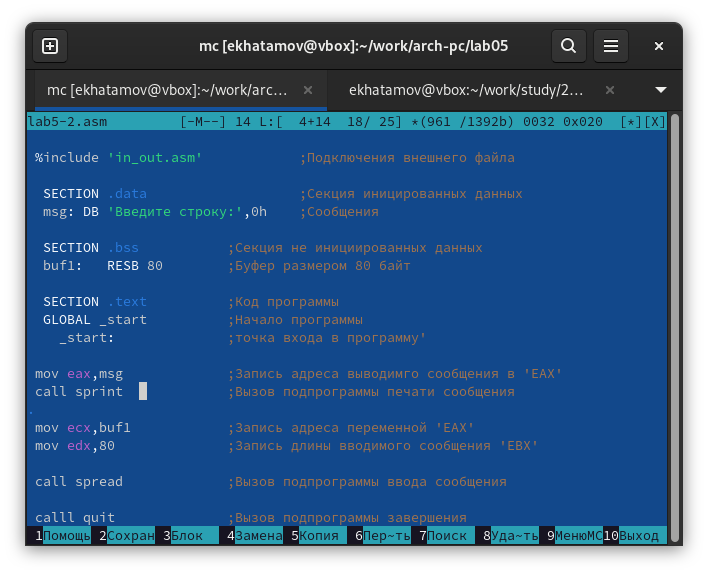 mc [ekhatamov@vbox]:~/work/arch-pc/lab05
mc [ekhatamov@vbox]:~/work/arc… × ekhatamov@vbox:~/work/study/2… ×
lab5-2.asm [-M--] 14 L:[ 4+14 18/ 25] *(961 /1392b) 0032 0x020 [*][X]
%include 'in_out.asm' ;Подключения внешнего файла
SECTION .data ;Секция иницированных данных
msg: DB 'Введите строку:',0h ;Сообщения
SECTION .bss ;Секция не инициированных данных
buf1: RESB 80 ;Буфер размером 80 байт
SECTION .text ;Код программы
GLOBAL _start ;Начало программы
_start: ;точка входа в программу'
mov eax,msg ;Запись адреса выводимго сообщения в 'EAX'
call sprint ;Вызов подпрограммы печати сообщения
.
mov ecx,buf1 ;Запись адреса переменной 'EAX'
mov edx,80 ;Запись длины вводимого сообщения 'EBX'
call spread ;Вызов подпрограммы ввода сообщения
calll quit ;Вызов подпрограммы завершения
1Помощь 2Сохран 3Блок 4Замена 5Копия 6Пер~ть 7Поиск 8Уда~ть 9МенюМС 10Выход